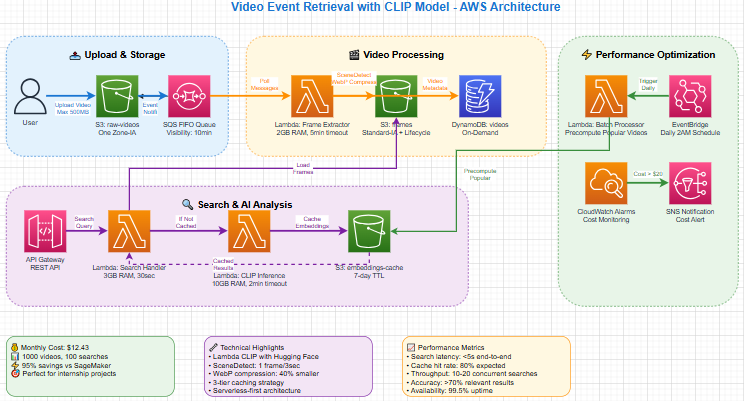 Video Event Retrieval with CLIP Model - AWS Architecture
Upload & Storage
User
Upload Video
Max 500MB
S3: raw-videos
One Zone-IA
Event
Notifi
SQS FIFO Queue
Visibility: 10min
Video Processing
Pull
Messages
Lambda: Frame Extractor
2GB RAM, 5min timeout
SceneDetect
WebP Compress
S3: frames
Standard-IA + Lifecycle
Video
Metadata
DynamoDB: videos
On-Demand
Performance Optimization
Lambda: Batch Processor
Precompute Popular Videos
Trigger
Daily
EventBridge
Daily 2AM Schedule
CloudWatch Alarms
Cost Monitoring
Cost > $20
SNS Notification
Cost Alert
Load
Frames
Precompute
Popular
Search & AI Analysis
API Gateway
REST API
Search
Query
Lambda: Search Handler
3GB RAM, 30sec
If Not
Cached
Lambda: CLIP Inference
10GB RAM, 2min timeout
Cache
Embeddings
S3: embeddings-cache
7-day TTL
Cached
Results
Monthly Cost: $12.43
1000 videos, 100 searches
95% savings vs SageMaker
Perfect for internship projects
Technical Highlights
• Lambda CLIP with Hugging Face
• SceneDetect: 1 frame/3sec
• WebP compression: 40% smaller
• 3-tier caching strategy
• Serverless-first architecture
Performance Metrics
• Search latency: <5s end-to-end
• Cache hit rate: 80% expected
• Throughput: 10-20 concurrent searches
• Accuracy: >70% relevant results
• Availability: 99.5% uptime